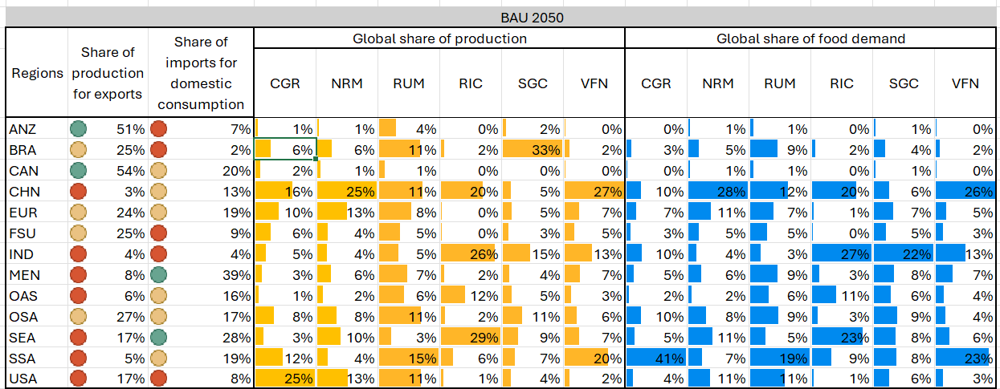 BAU 2050
Regions Share of production for exports Share of imports for domestic consumption Global share of production Global share of food demand
CGR NRM RUM RIC SGC VFN CGR NRM RUM RIC SGC VFN
ANZ 51% 7% 1% 1% 4% 0% 2% 0% 0% 1% 1% 0% 1% 0%
BRA 25% 2% 6% 6% 11% 2% 33% 2% 3% 5% 9% 2% 4% 2%
CAN 54% 20% 2% 1% 1% 0% 0% 0% 0% 1% 1% 0% 1% 0%
CHN 3% 13% 16% 25% 11% 20% 5% 27% 10% 28% 12% 20% 6% 26%
EUR 24% 19% 10% 13% 8% 0% 5% 7% 7% 11% 7% 1% 7% 5%
FSU 25% 9% 6% 4% 5% 0% 3% 5% 3% 5% 5% 0% 5% 3%
IND 4% 4% 5% 4% 5% 26% 15% 13% 10% 4% 3% 27% 22% 13%
MEN 8% 39% 3% 6% 7% 2% 4% 7% 5% 6% 9% 3% 8% 7%
OAS 6% 16% 1% 2% 6% 12% 5% 3% 2% 2% 6% 11% 6% 4%
OSA 27% 17% 8% 8% 11% 2% 11% 6% 10% 8% 9% 3% 9% 4%
SEA 17% 28% 3% 10% 3% 29% 9% 7% 5% 11% 5% 23% 8% 6%
SSA 5% 19% 12% 4% 15% 6% 7% 20% 41% 7% 19% 9% 8% 23%
USA 17% 8% 25% 13% 11% 1% 4% 2% 4% 11% 11% 1% 6% 3%